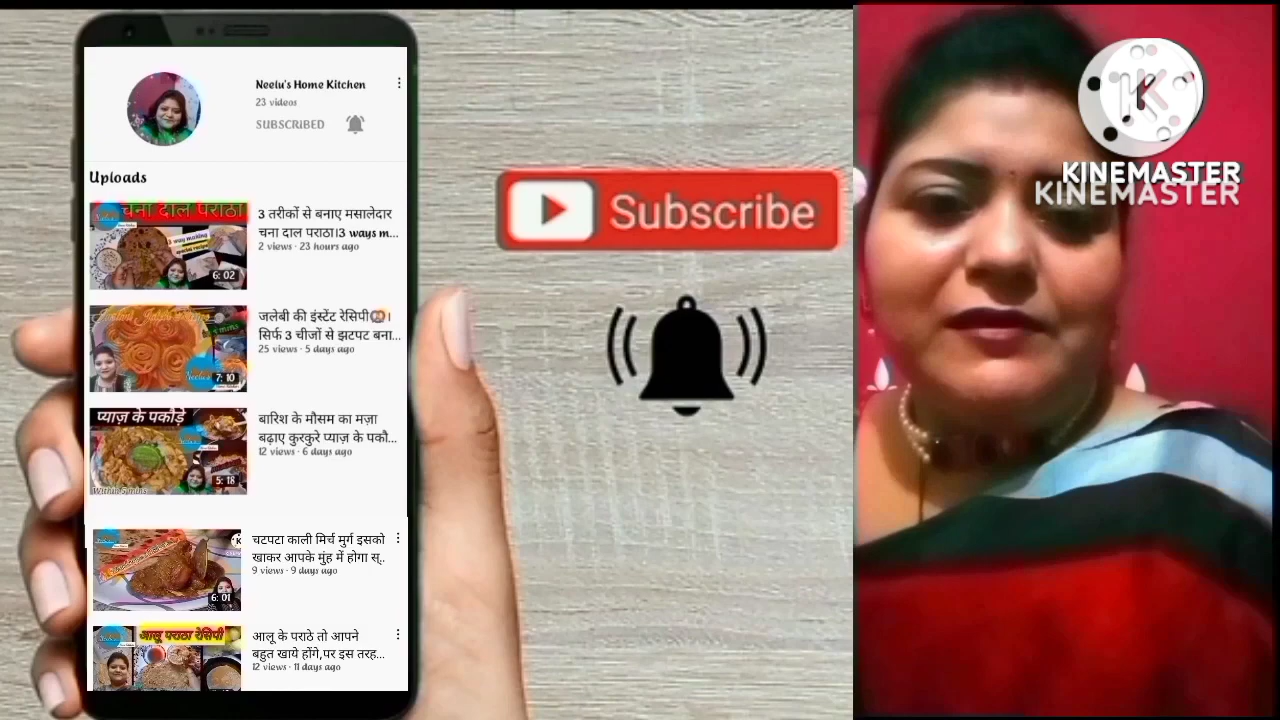 Neelu's Home Kitchen
23 videos
SUBSCRIBED
Uploads
चना दाल पराठा
3 way making
6:02
3 तरीकों से बनाए मसालेदार
चना दाल पराठा।3 ways m...
2 views · 23 hours ago
7:10
जलेबी की इंस्टेंट रेसिपी।
सिर्फ 3 चीजों से झटपट बना...
25 views · 5 days ago
प्याज़ के पकौड़े
5:18
बारिश के मौसम का मज़ा
बढ़ाए कुरकुरे प्याज़ के पकौ...
12 views · 6 days ago
6:01
चटपटा काली मिर्च मुर्ग इसको
खाकर आपके मुंह में होगा स्..
9 views · 9 days ago
आलू पराठा रेसिपी
आलू के पराठे तो आपने
बहुत खाये होंगे,पर इस तरह...
12 views · 11 days ago
Subscribe
KINEMASTER
KINEMASTER